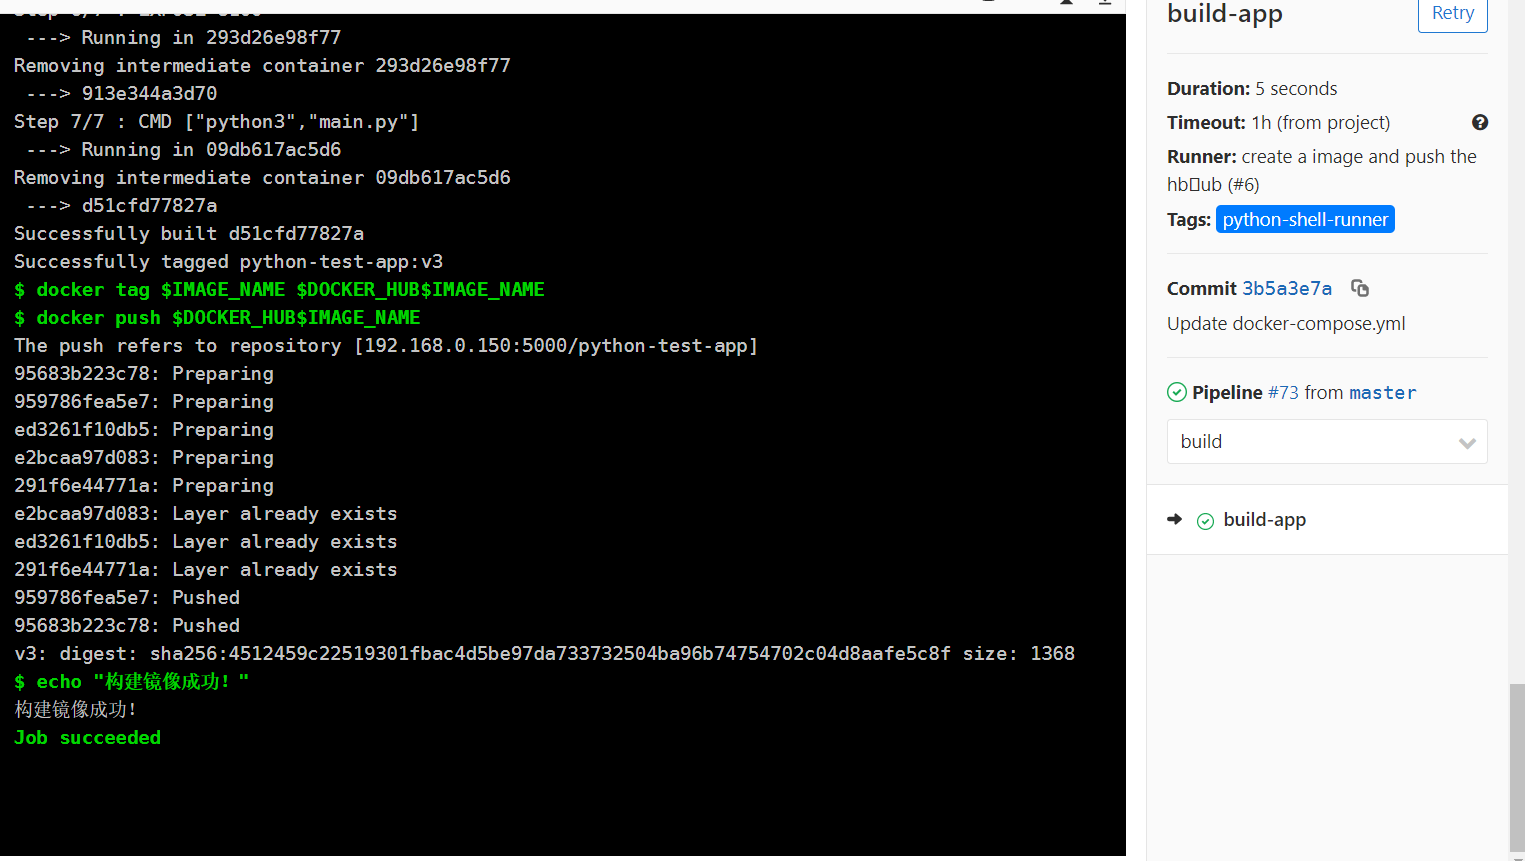 ---> Running in 293d26e98f77
Removing intermediate container 293d26e98f77
---> 913e344a3d70
Step 7/7 : CMD ["python3","main.py"]
---> Running in 09db617ac5d6
Removing intermediate container 09db617ac5d6
---> d51cfd77827a
Successfully built d51cfd77827a
Successfully tagged python-test-app:v3
$ docker tag $IMAGE_NAME $DOCKER_HUB$IMAGE_NAME
$ docker push $DOCKER_HUB$IMAGE_NAME
The push refers to repository [192.168.0.150:5000/python-test-app]
95683b223c78: Preparing
959786fea5e7: Preparing
ed3261f10db5: Preparing
e2bcaa97d083: Preparing
291f6e44771a: Preparing
e2bcaa97d083: Layer already exists
ed3261f10db5: Layer already exists
291f6e44771a: Layer already exists
959786fea5e7: Pushed
95683b223c78: Pushed
v3: digest: sha256:4512459c22519301fbac4d5be97da733732504ba96b74754702c04d8aafe5c8f size: 1368
$ echo "构建镜像成功！"
构建镜像成功！
Job succeeded
build-app
Retry
Duration: 5 seconds
Timeout: 1h (from project)
Runner: create a image and push the
hb▯ub (#6)
Tags: python-shell-runner
Commit 3b5a3e7a
Update docker-compose.yml
Pipeline #73 from master
build
build-app